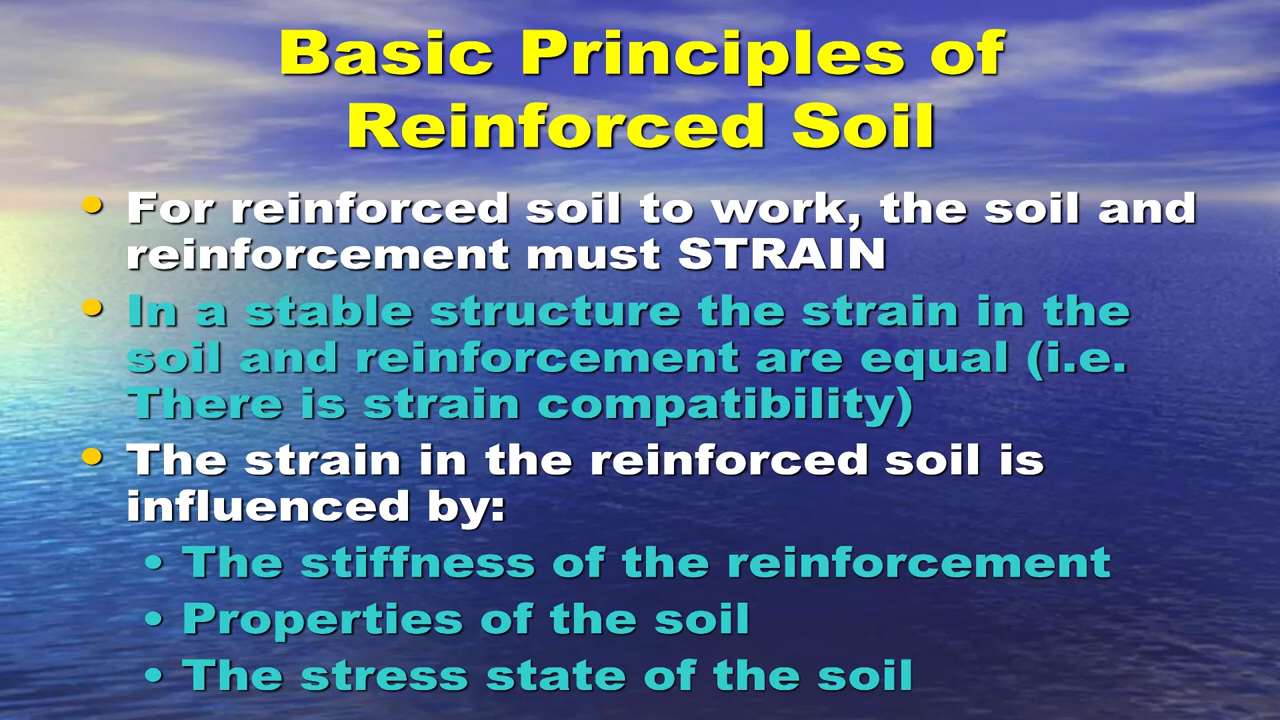 Basic Principles of
Reinforced Soil
• For reinforced soil to work, the soil and
reinforcement must STRAIN
• In a stable structure the strain in the
soil and reinforcement are equal (i.e.
There is strain compatibility)
• The strain in the reinforced soil is
influenced by:
• The stiffness of the reinforcement
• Properties of the soil
• The stress state of the soil